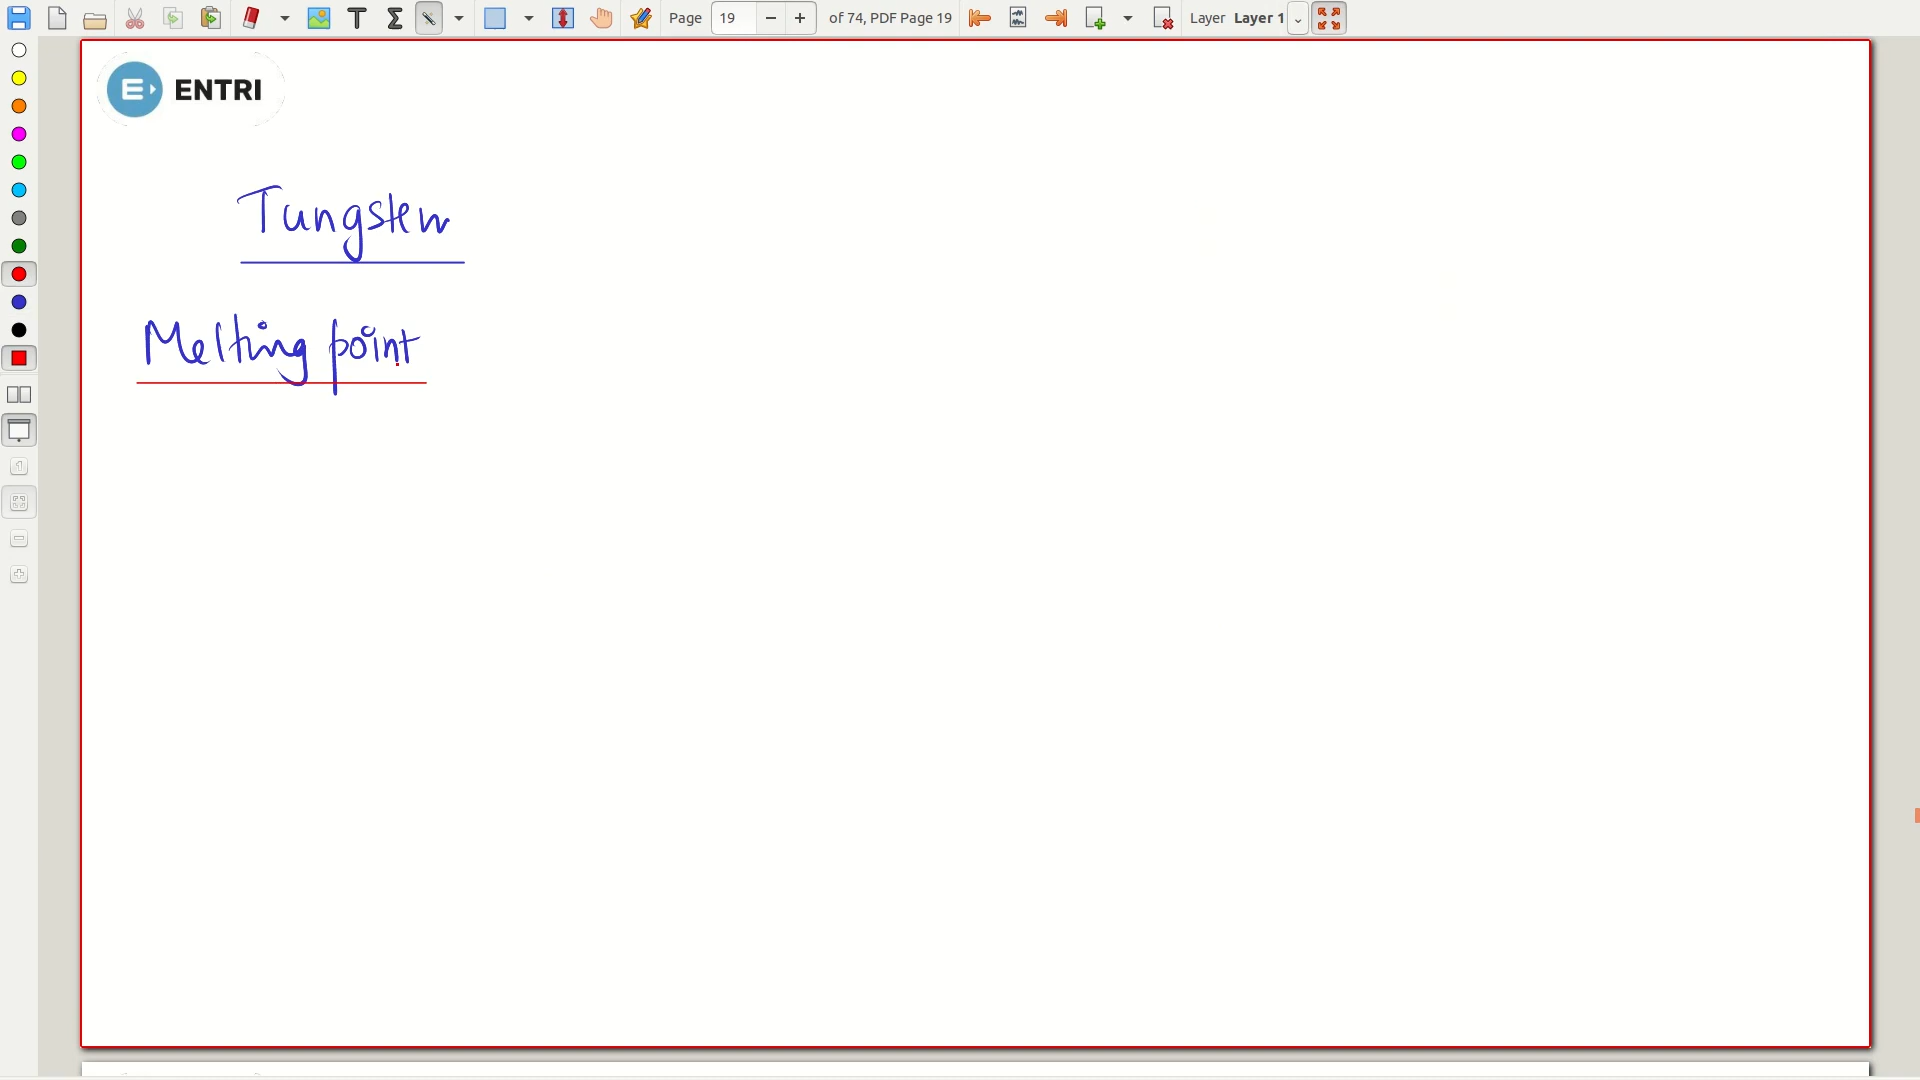 Page 19 of 74, PDF Page 19 Layer Layer 1
ENTRI
Tungsten
Melting point